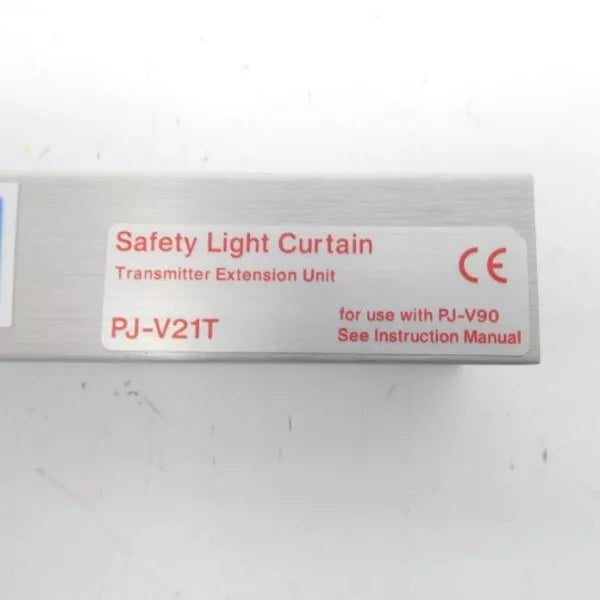 Safety Light Curtain
Transmitter Extension Unit
CE
PJ-V21T
for use with PJ-V90
See Instruction Manual